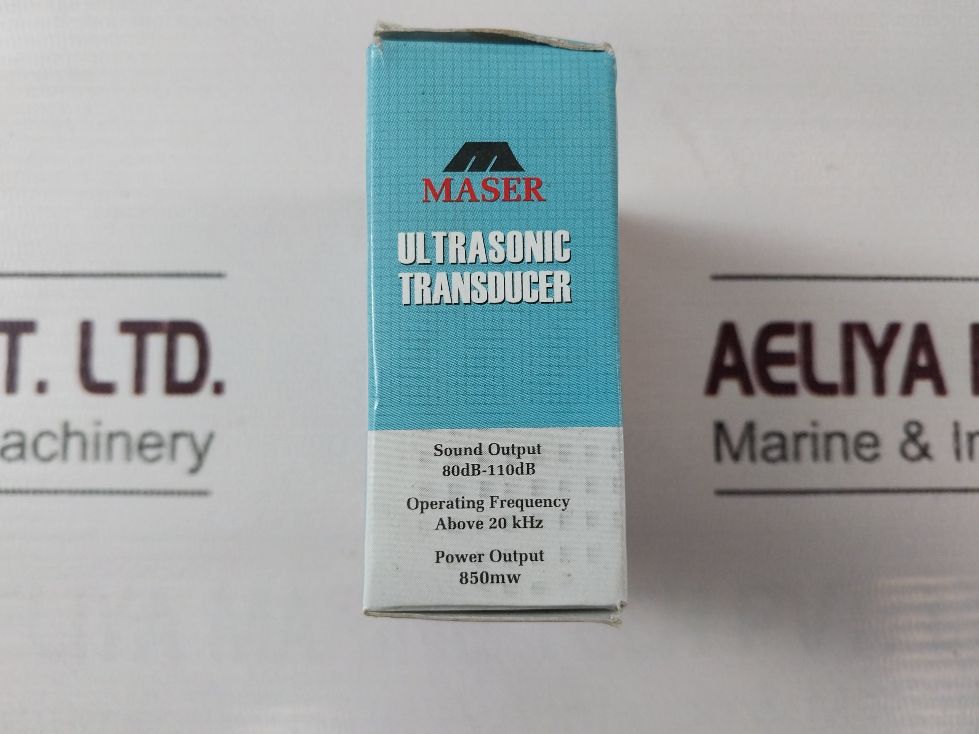 MASER
ULTRASONIC
TRANSDUCER
Sound Output
80dB-110dB
Operating Frequency
Above 20 kHz
Power Output
850mw
T. LTD.
achinery
AELIYA
Marine & In